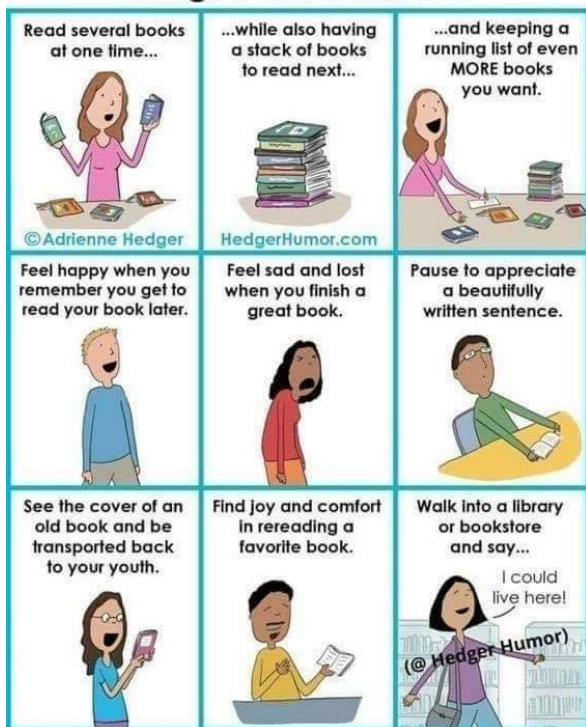 Read several books
at one time...
...while also having
a stack of books
to read next...
...and keeping a
running list of even
MORE books
you want.
©Adrienne Hedger
HedgerHumor.com
Feel happy when you
remember you get to
read your book later.
Feel sad and lost
when you finish a
great book.
Pause to appreciate
a beautifully
written sentence.
See the cover of an
old book and be
transported back
to your youth.
Find joy and comfort
in rereading a
favorite book.
Walk into a library
or bookstore
and say...
I could
live here!
(@ Hedger Humor)